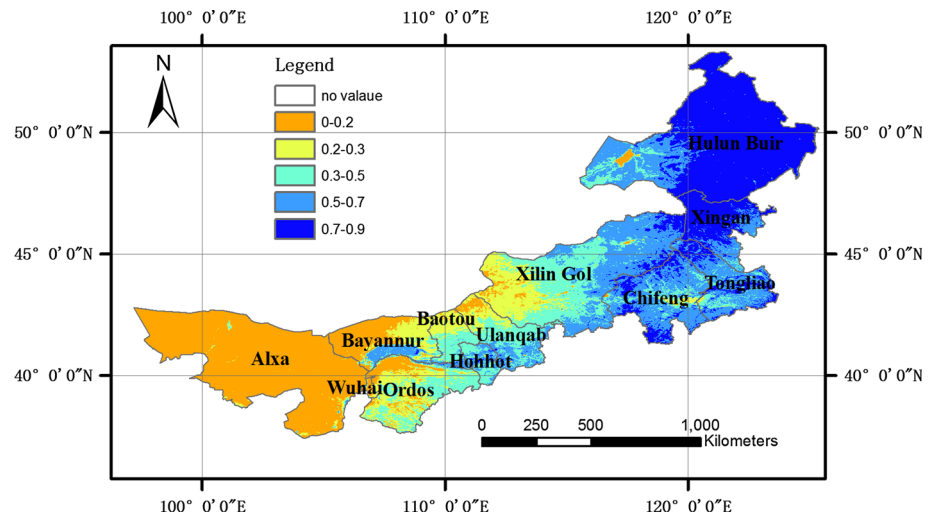 100° 0'0"E 110° 0'0"E 120° 0'0"E
N
Legend
no valaue
0-0.2
0.2-0.3
0.3-0.5
0.5-0.7
0.7-0.9
50° 0'0"N 50° 0'0"N
Hulun Buir
Xingan
45° 0'0"N 45° 0'0"N
Xilin Gol
Tongliao
Chifeng
Baotou
Ulanqab
Bayannur
Alxa
Hohhot
40° 0'0"N 40° 0'0"N
Wuhai Ordos
0 250 500 1,000
Kilometers
100° 0'0"E 110° 0'0"E 120° 0'0"E